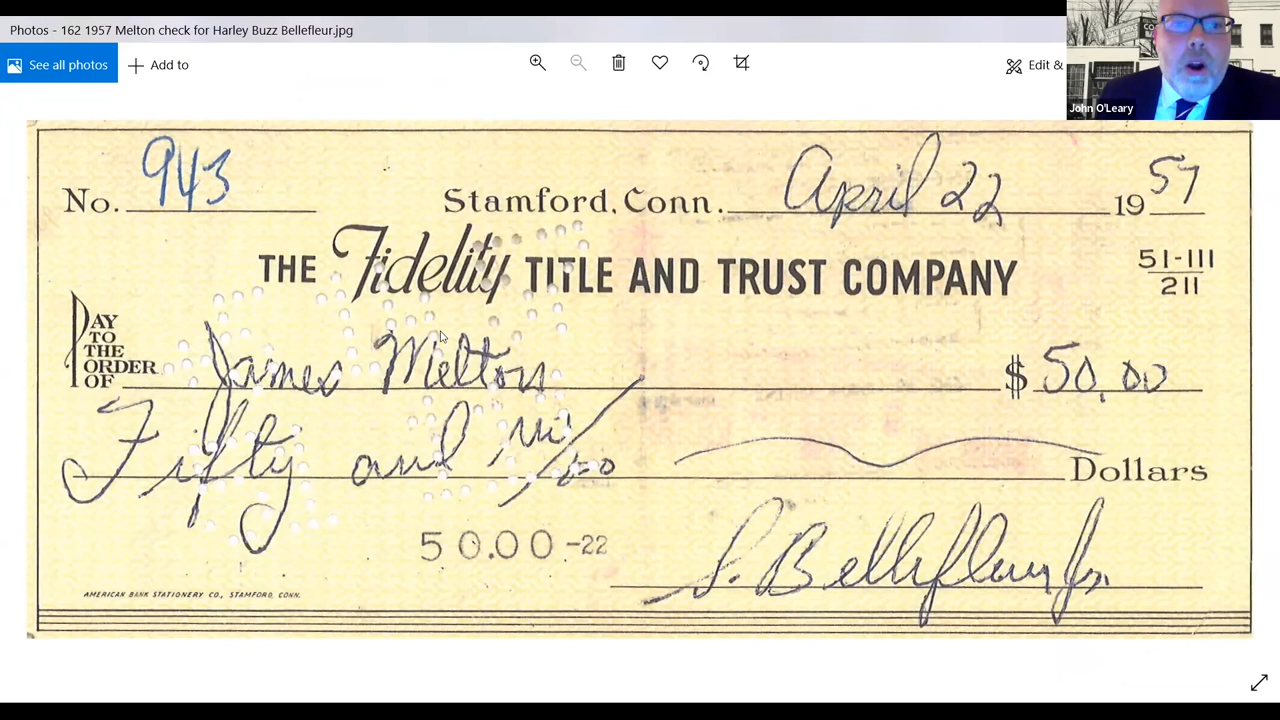 Photos - 162 1957 Melton check for Harley Buzz Bellefleur.jpg
See all photos
Add to
Edit &
John O'Leary
No. 943
Stamford, Conn. April 22 1957
THE Fidelity TITLE AND TRUST COMPANY
51-111
211
PAY TO THE ORDER OF James Melton $ 50.00
Fifty and no/100 Dollars
50.00-22
S. Bellefleur Jr.
AMERICAN BANK STATIONERY CO., STAMFORD, CONN.